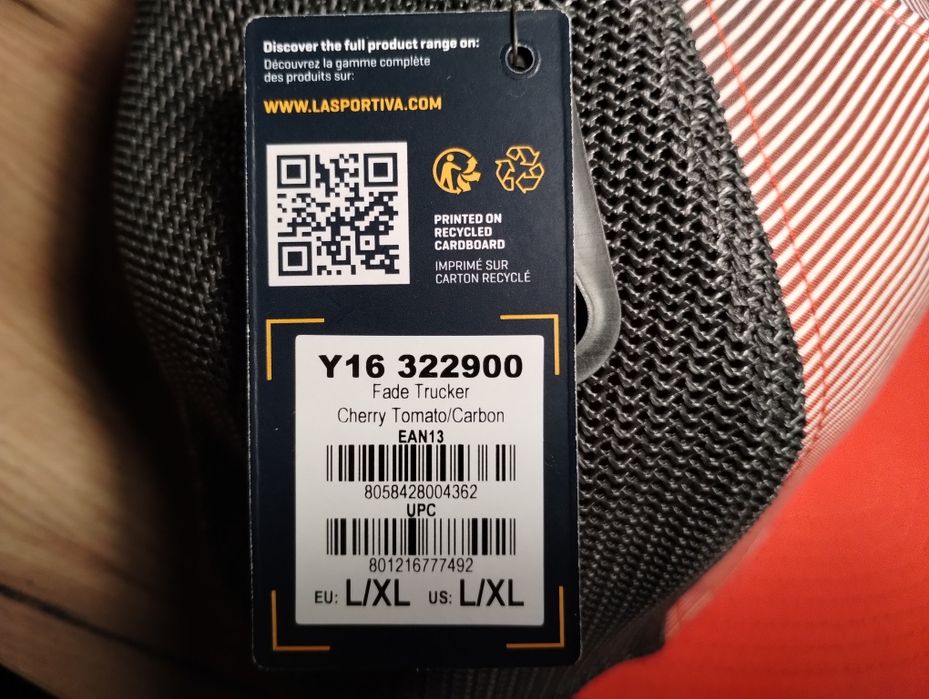 Discover the full product range on:
Découvrez la gamme complète
des produits sur:
WWW.LASPORTIVA.COM
PRINTED ON
RECYCLED
CARDBOARD
IMPRIMÉ SUR
CARTON RECYCLÉ
Y16 322900
Fade Trucker
Cherry Tomato/Carbon
EAN13
8058428004362
UPC
801216777492
EU: L/XL US: L/XL